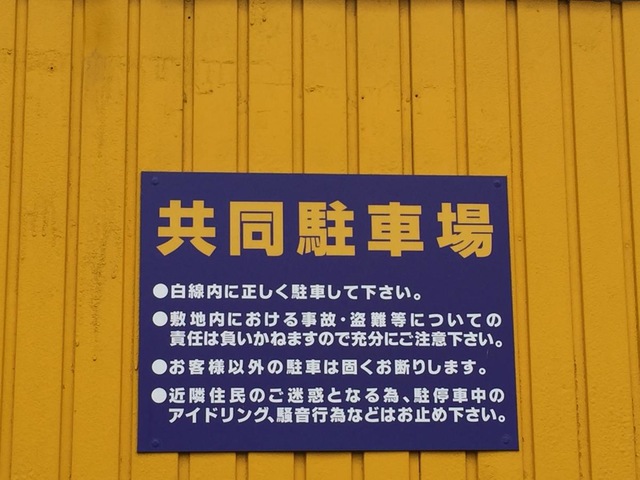 共同駐車場
●白線内に正しく駐車して下さい。
●敷地内における事故・盗難等についての
責任は負いかねますので充分にご注意下さい。
●お客様以外の駐車は固くお断りします。
●近隣住民のご迷惑となる為、駐停車中の
アイドリング、騒音行為などはお止め下さい。